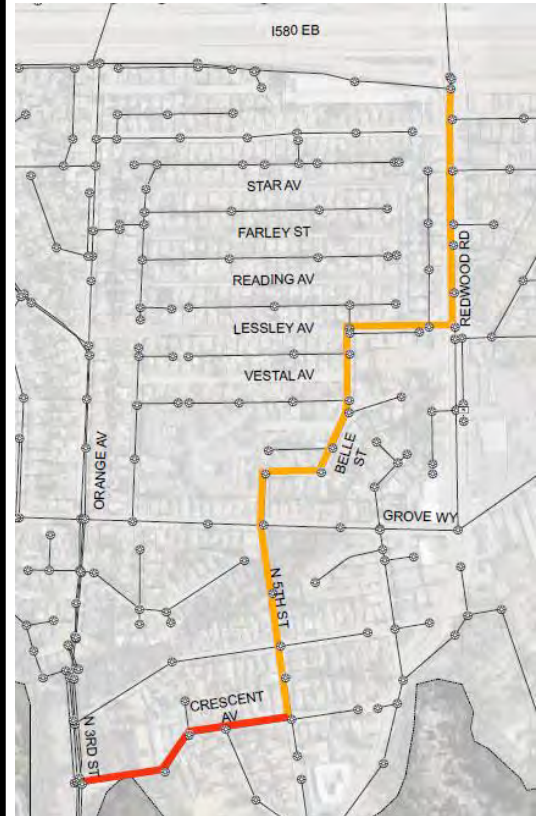 I580 EB
STAR AV
FARLEY ST
READING AV
LESSLEY AV
VESTAL AV
REDWOOD RD
ORANGE AV
BELLE
ST
GROVE WY
N 5TH ST
CRESCENT
AV
N 3RD ST